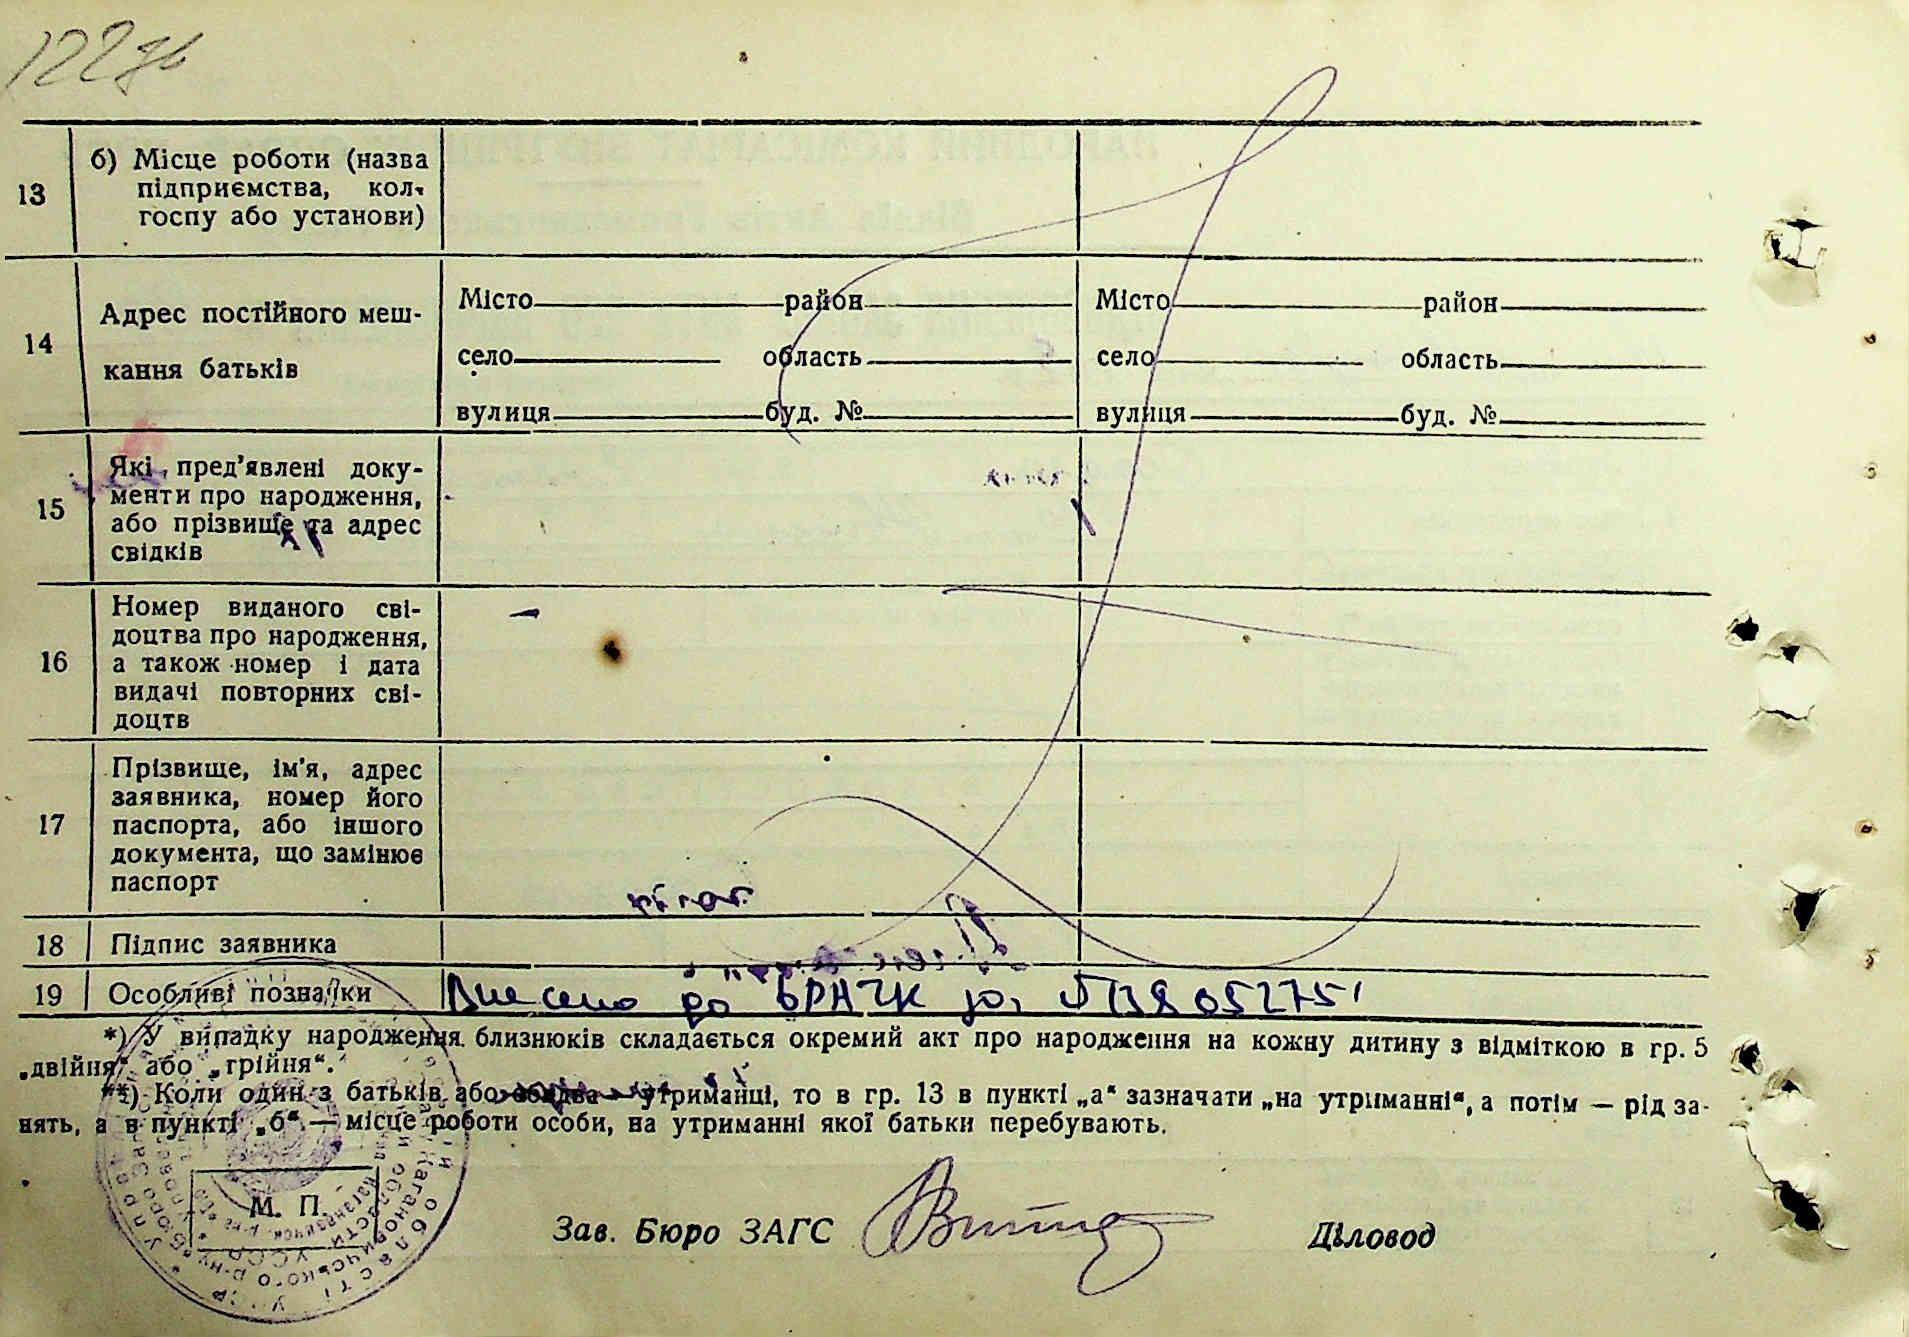 122 зв
13
б) Місце роботи (назва
підприємства, кол-
госпу або установи)
14
Адрес постійного меш-
кання батьків
Місто район
село область
вулиця буд. №
Місто район
село область
вулиця буд. №
15
Які пред’явлені доку-
менти про народження,
або прізвище та адрес
свідків
16
Номер виданого сві-
доцтва про народження,
а також номер і дата
видачі повторних сві-
доцтв
17
Прізвище, ім’я, адрес
заявника, номер його
паспорта, або іншого
документа, що замінює
паспорт
18 Підпис заявника
19 Особливі познаки
Внесено до
*) У випадку народження близнюків складається окремий акт про народження на кожну дитину з відміткою в гр. 5
„двійня“ або „трійня“.
**) Коли один з батьків або утриманці, то в гр. 13 в пункті „а“ зазначати „на утриманні“, а потім — рід за-
нять, а в пункті „б“ — місце роботи особи, на утриманні якої батьки перебувають.
М. П.
Зав. Бюро ЗАГС
Діловод